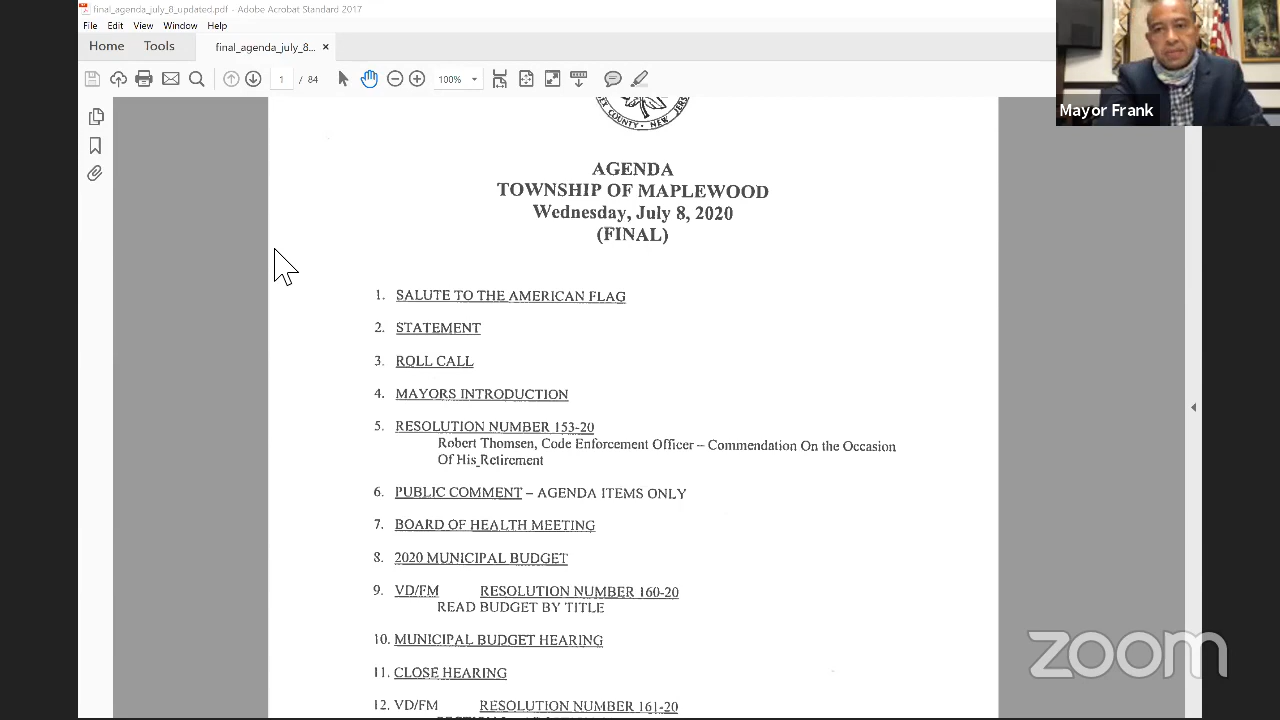 final_agenda_july_8_updated.pdf - Adobe Acrobat Standard 2017
File Edit View Window Help
Home Tools final_agenda_july_8... ×
1 / 84 100%
Mayor Frank
COUNTY · NEW JERS
AGENDA
TOWNSHIP OF MAPLEWOOD
Wednesday, July 8, 2020
(FINAL)
1. SALUTE TO THE AMERICAN FLAG
2. STATEMENT
3. ROLL CALL
4. MAYORS INTRODUCTION
5. RESOLUTION NUMBER 153-20
Robert Thomsen, Code Enforcement Officer – Commendation On the Occasion
Of His Retirement
6. PUBLIC COMMENT – AGENDA ITEMS ONLY
7. BOARD OF HEALTH MEETING
8. 2020 MUNICIPAL BUDGET
9. VD/FM RESOLUTION NUMBER 160-20
READ BUDGET BY TITLE
10. MUNICIPAL BUDGET HEARING
11. CLOSE HEARING
12. VD/FM RESOLUTION NUMBER 161-20
zoom